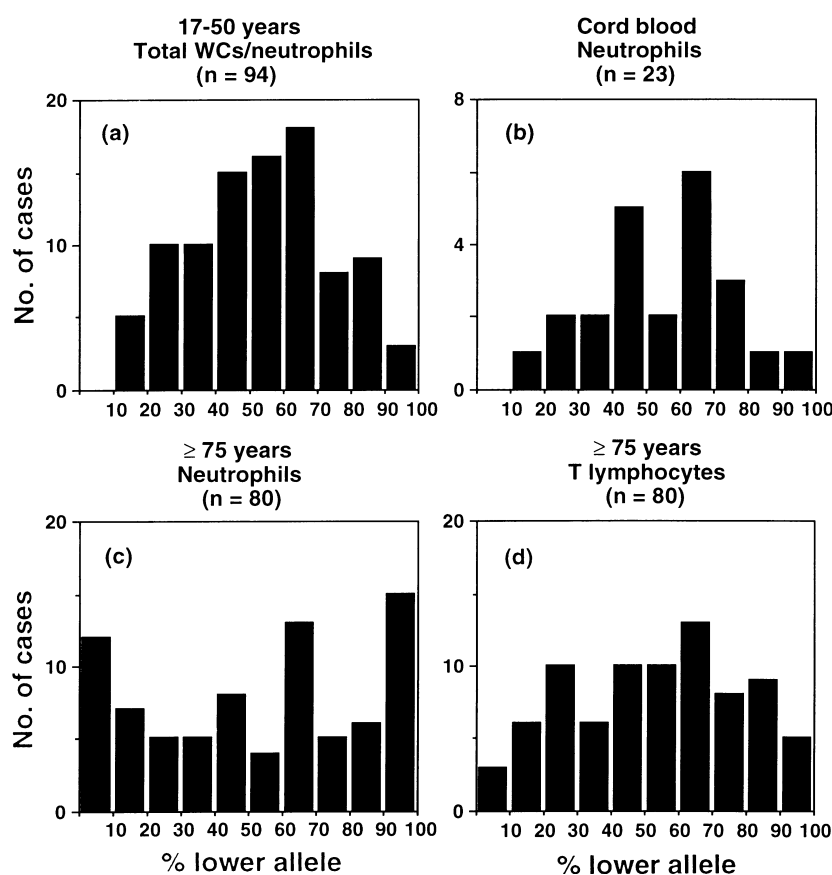 17-50 years
Total WCs/neutrophils
(n = 94)
20
(a)
10
0
No. of cases
10 20 30 40 50 60 70 80 90 100
Cord blood
Neutrophils
(n = 23)
8
(b)
4
0
10 20 30 40 50 60 70 80 90 100
≥ 75 years
Neutrophils
(n = 80)
20
(c)
10
0
No. of cases
10 20 30 40 50 60 70 80 90 100
% lower allele
≥ 75 years
T lymphocytes
(n = 80)
20
(d)
10
0
10 20 30 40 50 60 70 80 90 100
% lower allele